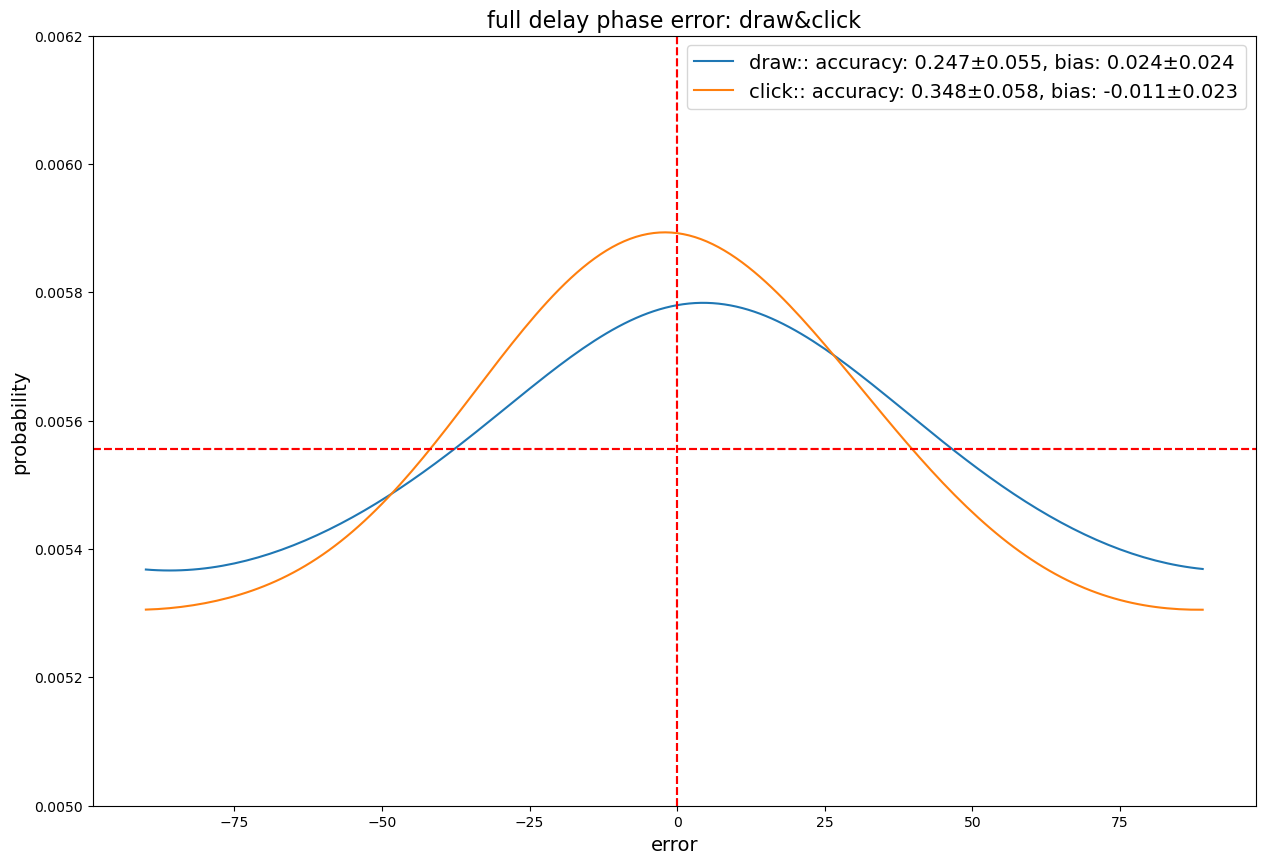 full delay phase error: draw&click
draw:: accuracy: 0.247±0.055, bias: 0.024±0.024
click:: accuracy: 0.348±0.058, bias: -0.011±0.023
probability
0.0062
0.0060
0.0058
0.0056
0.0054
0.0052
0.0050
−75 −50 −25 0 25 50 75
error